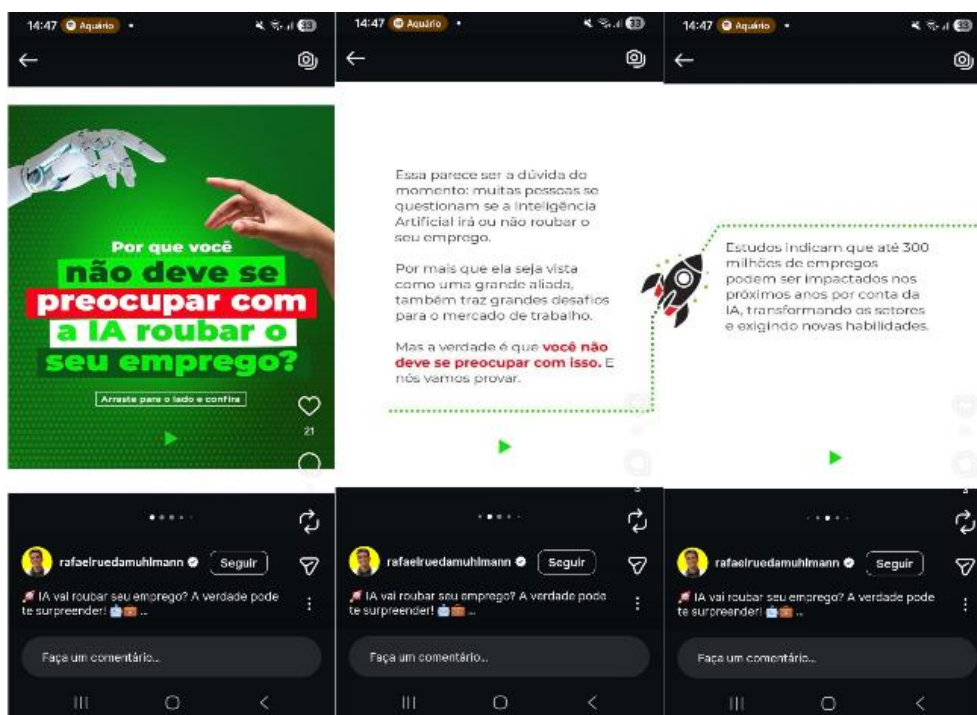 14:47 Aquário •
33
Por que você
não deve se
preocupar com
a IA roubar o
seu emprego?
Arraste para o lado e confira
21
rafaelruedamuhlmann
Seguir
IA vai roubar seu emprego? A verdade pode
te surpreender! ...
Faça um comentário...
14:47 Aquário •
33
Essa parece ser a dúvida do
momento: muitas pessoas se
questionam se a Inteligência
Artificial irá ou não roubar o
seu emprego.
Por mais que ela seja vista
como uma grande aliada,
também traz grandes desafios
para o mercado de trabalho.
Mas a verdade é que você não
deve se preocupar com isso. E
nós vamos provar.
rafaelruedamuhlmann
Seguir
IA vai roubar seu emprego? A verdade pode
te surpreender! ...
Faça um comentário...
14:47 Aquário •
33
Estudos indicam que até 300
milhões de empregos
podem ser impactados nos
próximos anos por conta da
IA, transformando os setores
e exigindo novas habilidades.
rafaelruedamuhlmann
Seguir
IA vai roubar seu emprego? A verdade pode
te surpreender! ...
Faça um comentário...